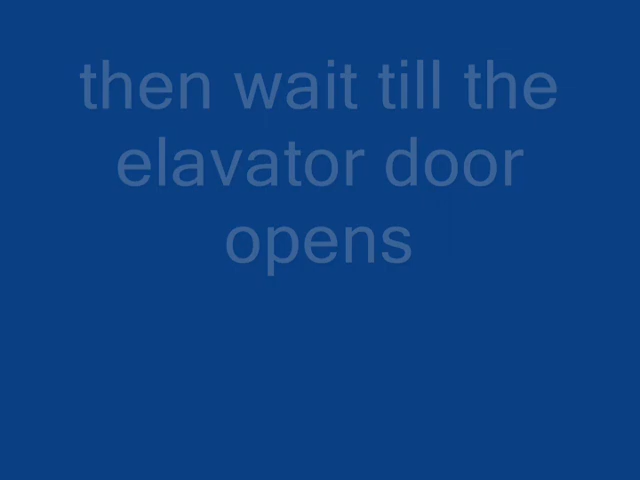 then wait till the
elavator door
opens